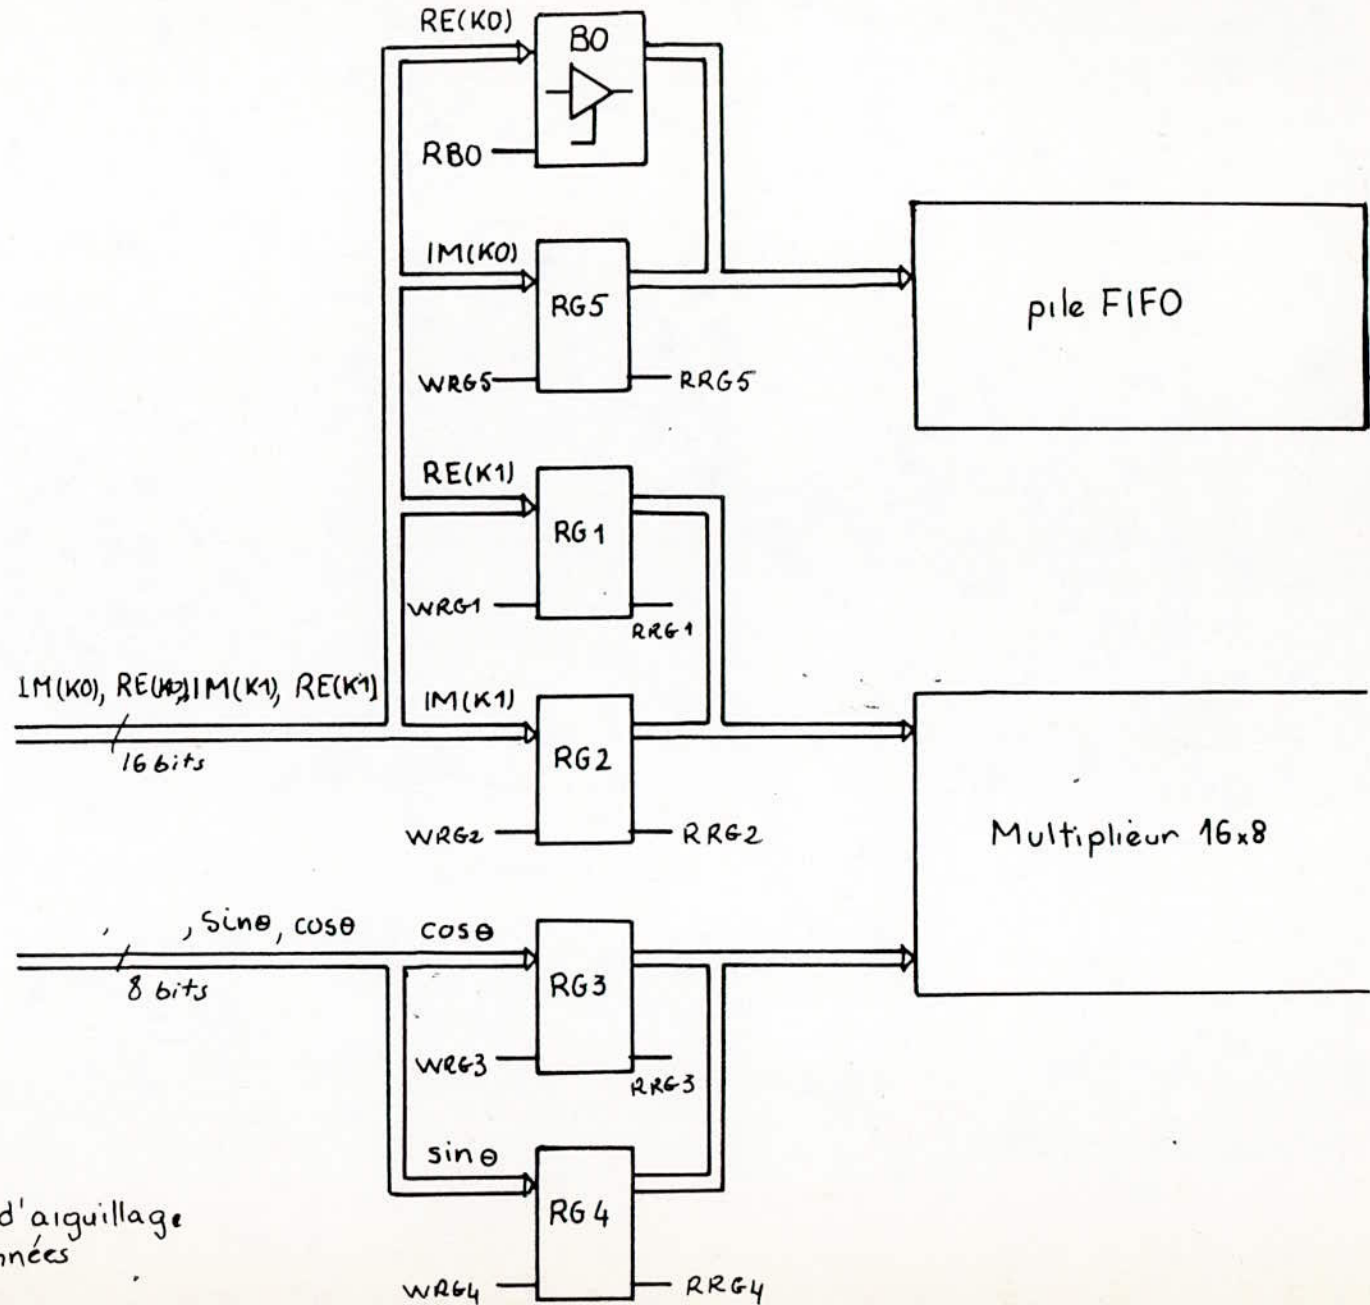 RE(K0)
B0
RB0
IM(K0)
RG5
WRG5
RRG5
pile FIFO
RE(K1)
RG1
WRG1
RRG1
IM(K0), RE(K0), IM(K1), RE(K1)
16 bits
IM(K1)
RG2
WRG2
RRG2
Multiplieur 16x8
, , sinθ, cosθ
8 bits
cosθ
RG3
WRG3
RRG3
sinθ
RG4
WRG4
RRG4
d'aiguillage
nnées